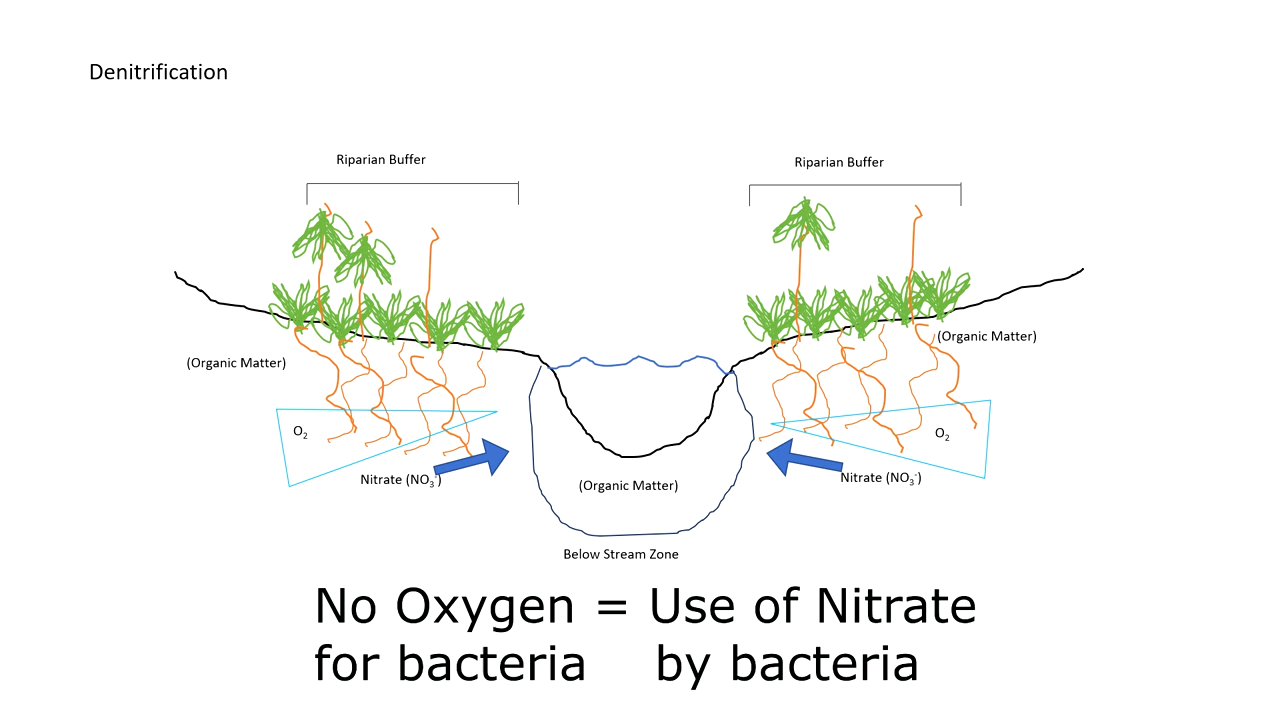 Denitrification
Riparian Buffer
Riparian Buffer
(Organic Matter)
(Organic Matter)
O₂
O₂
Nitrate (NO₃⁻)
Nitrate (NO₃⁻)
(Organic Matter)
Below Stream Zone
No Oxygen = Use of Nitrate
for bacteria by bacteria